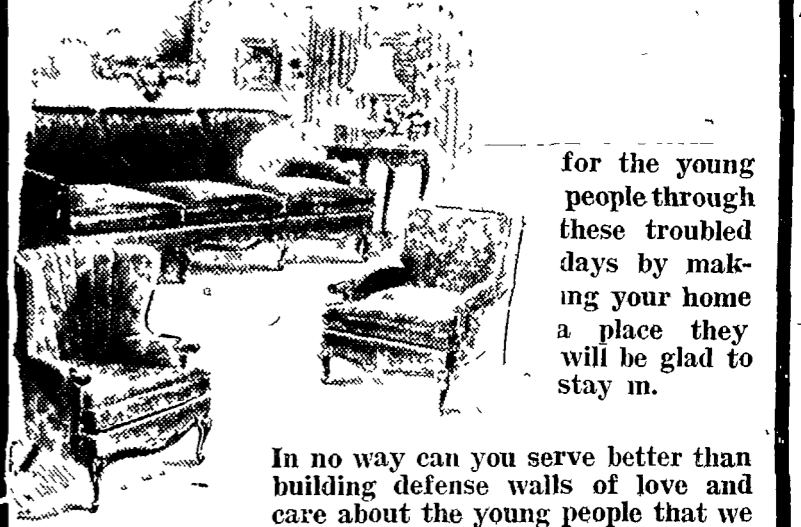 for the young
people through
these troubled
days by mak-
ing your home
a place they
will be glad to
stay in.
In no way can you serve better than
building defense walls of love and
care about the young people that we